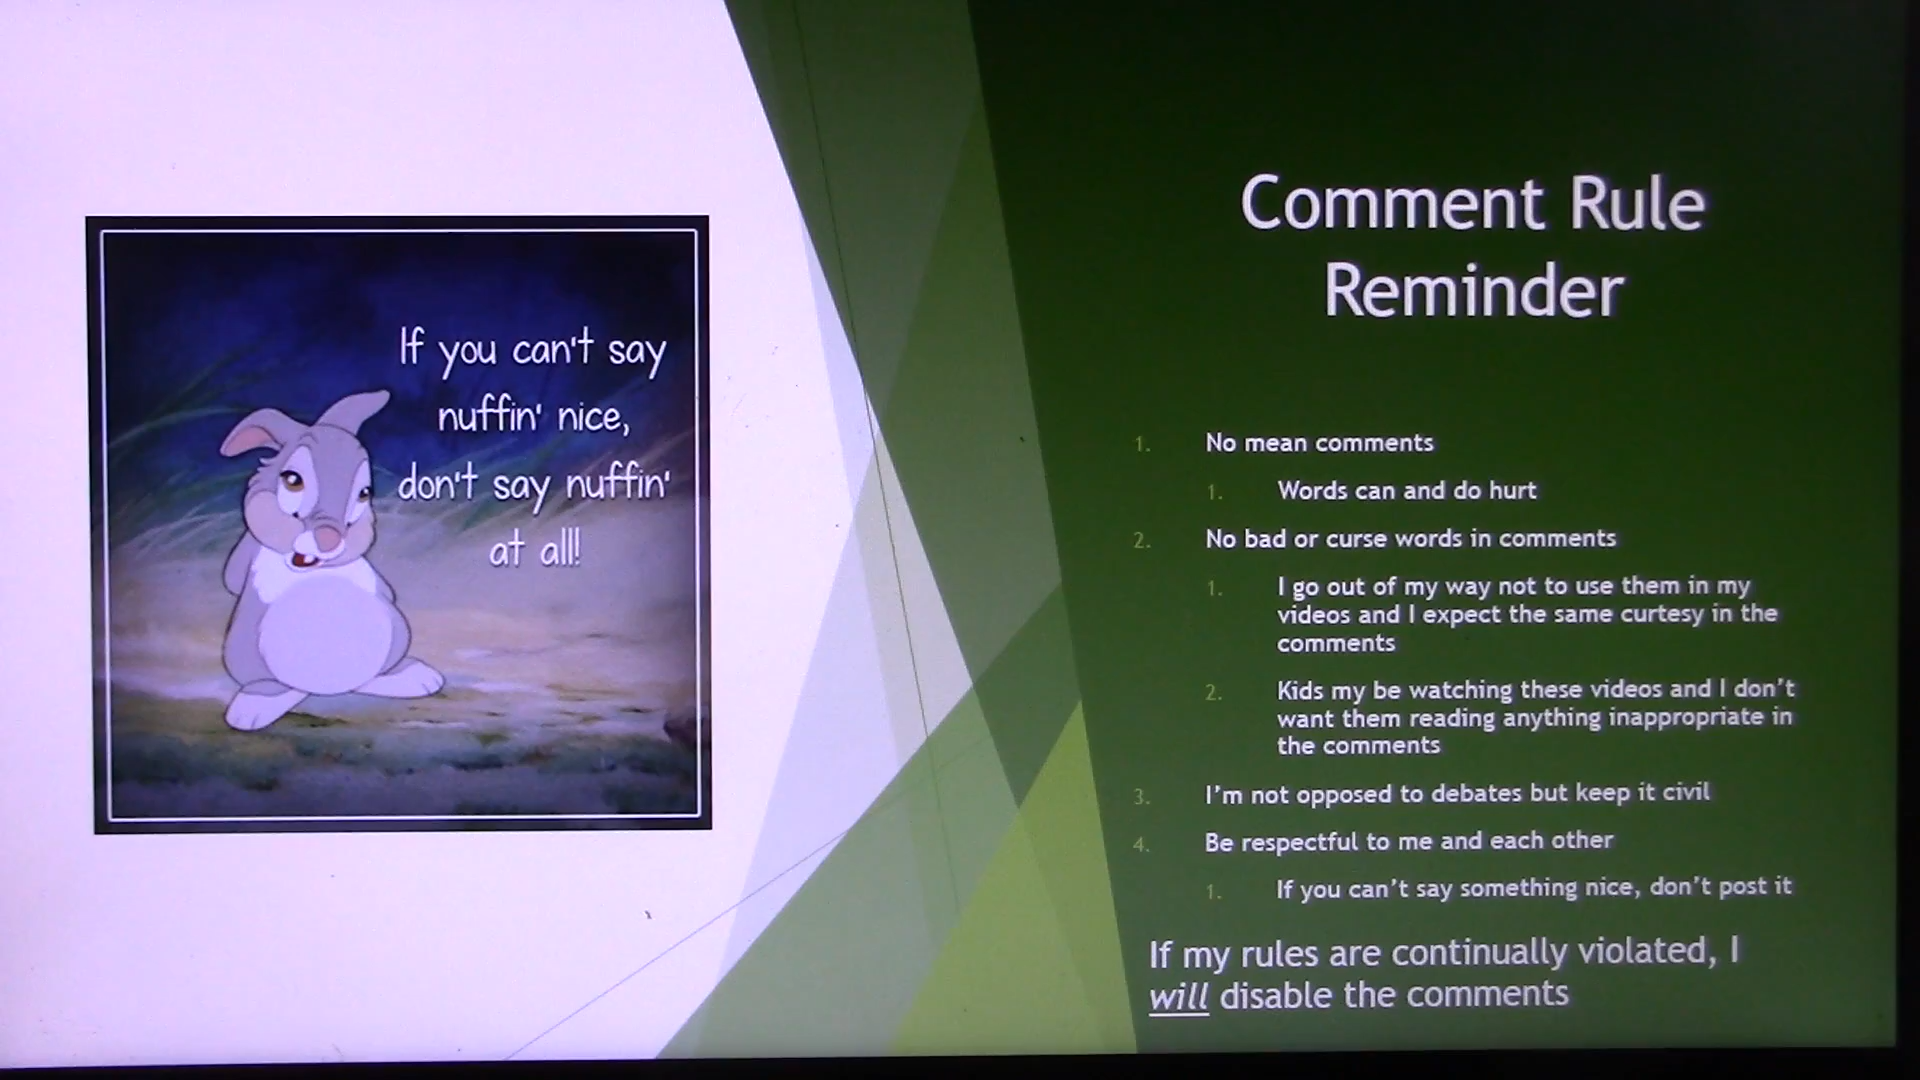 If you can't say
nuffin' nice,
don't say nuffin'
at all!
Comment Rule
Reminder
1. No mean comments
1. Words can and do hurt
2. No bad or curse words in comments
1. I go out of my way not to use them in my
videos and I expect the same curtesy in the
comments
2. Kids my be watching these videos and I don't
want them reading anything inappropriate in
the comments
3. I'm not opposed to debates but keep it civil
4. Be respectful to me and each other
1. If you can't say something nice, don't post it
If my rules are continually violated, I
will disable the comments